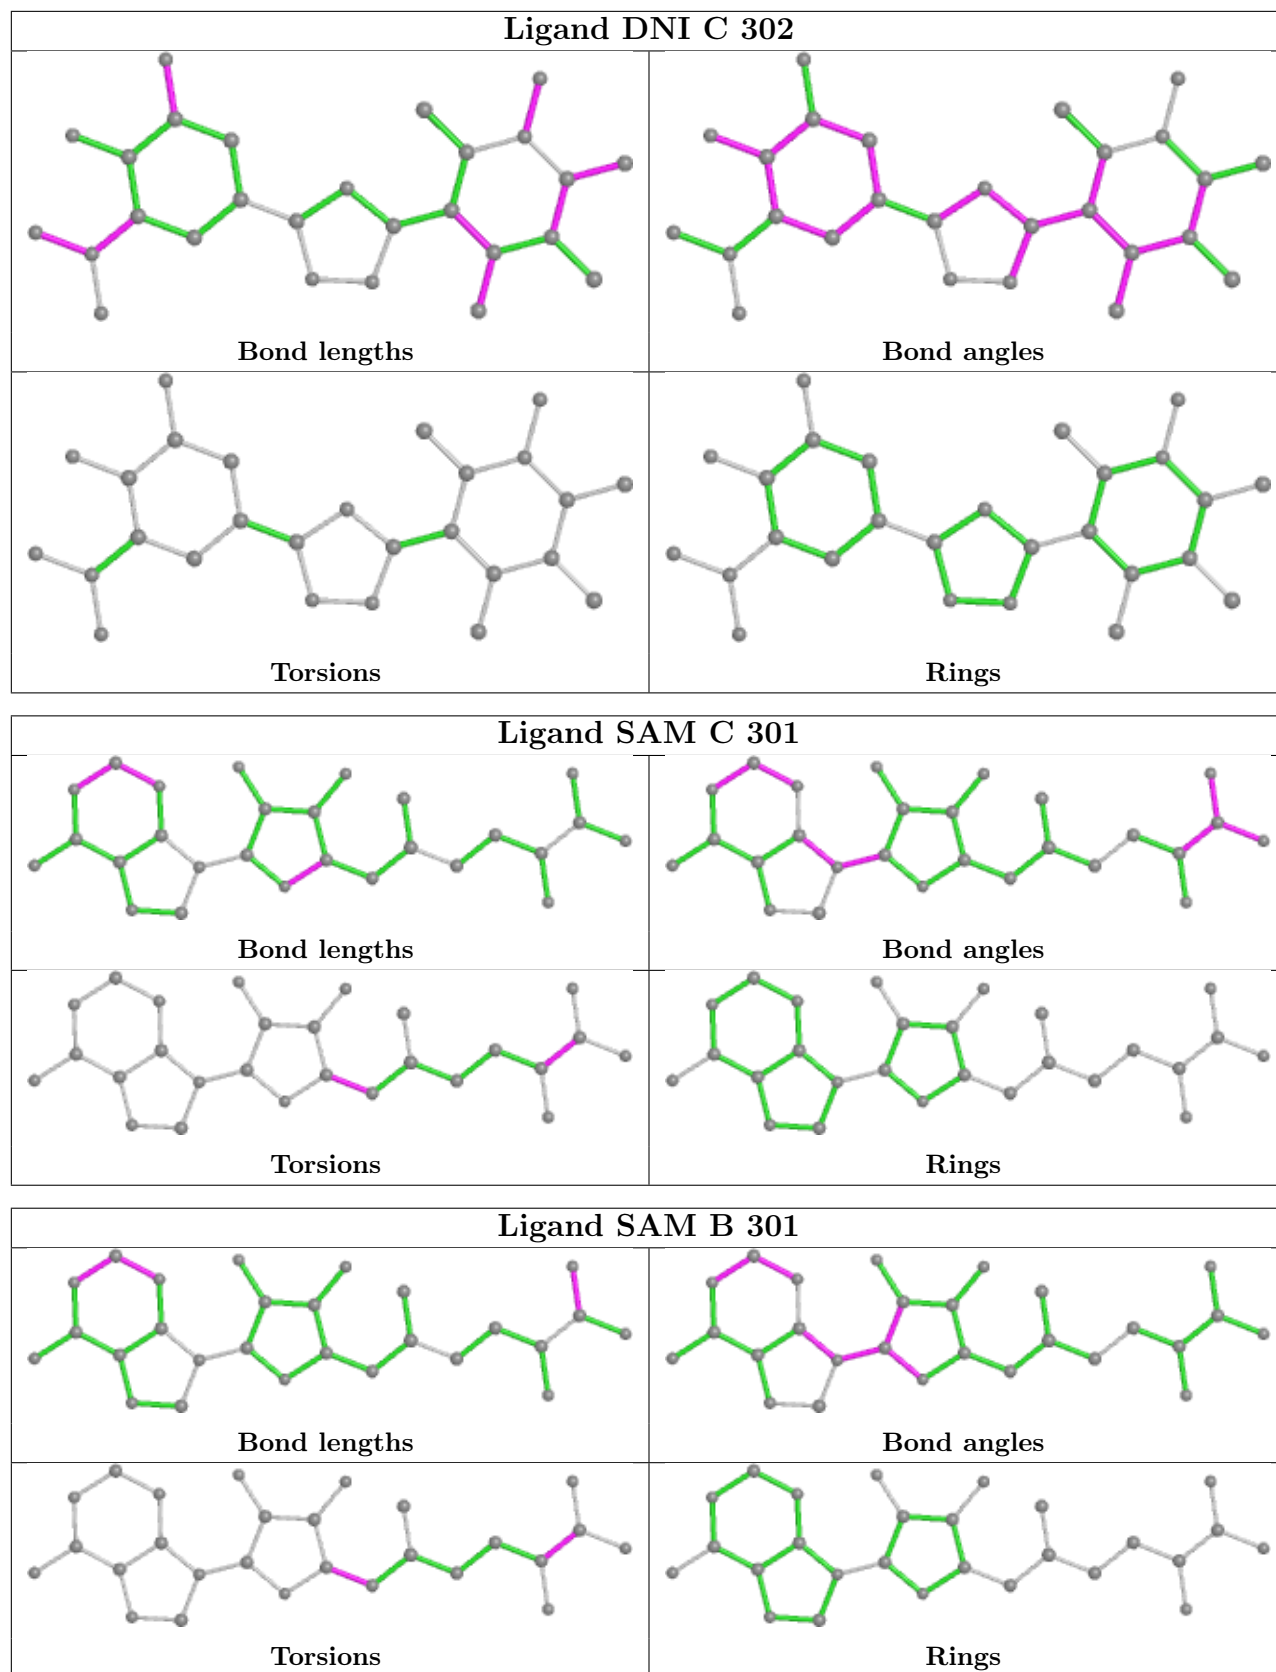 Ligand DNI C 302
Bond lengths
Bond angles
Torsions
Rings
Ligand SAM C 301
Bond lengths
Bond angles
Torsions
Rings
Ligand SAM B 301
Bond lengths
Bond angles
Torsions
Rings